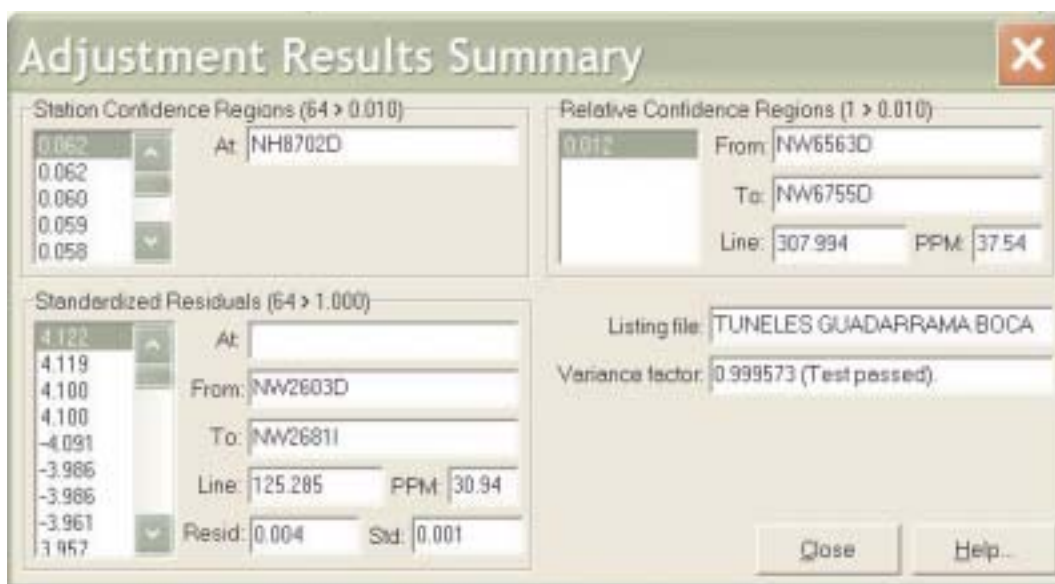 Adjustment Results Summary
Station Confidence Regions (64 > 0.010)
0.062
0.062
0.060
0.059
0.058
At: NH8702D
Relative Confidence Regions (1 > 0.010)
0.012
From: NW6563D
To: NW6755D
Line: 307.994 PPM: 37.54
Standardized Residuals (64 > 1.000)
4.122
4.119
4.100
4.100
-4.091
-3.986
-3.986
-3.961
3.957
At:
From: NW2603D
To: NW2681I
Line: 125.285 PPM: 30.94
Resid: 0.004 Std: 0.001
Listing file: TUNELES GUADARRAMA BOCA
Variance factor: 0.999573 (Test passed)
Close Help...